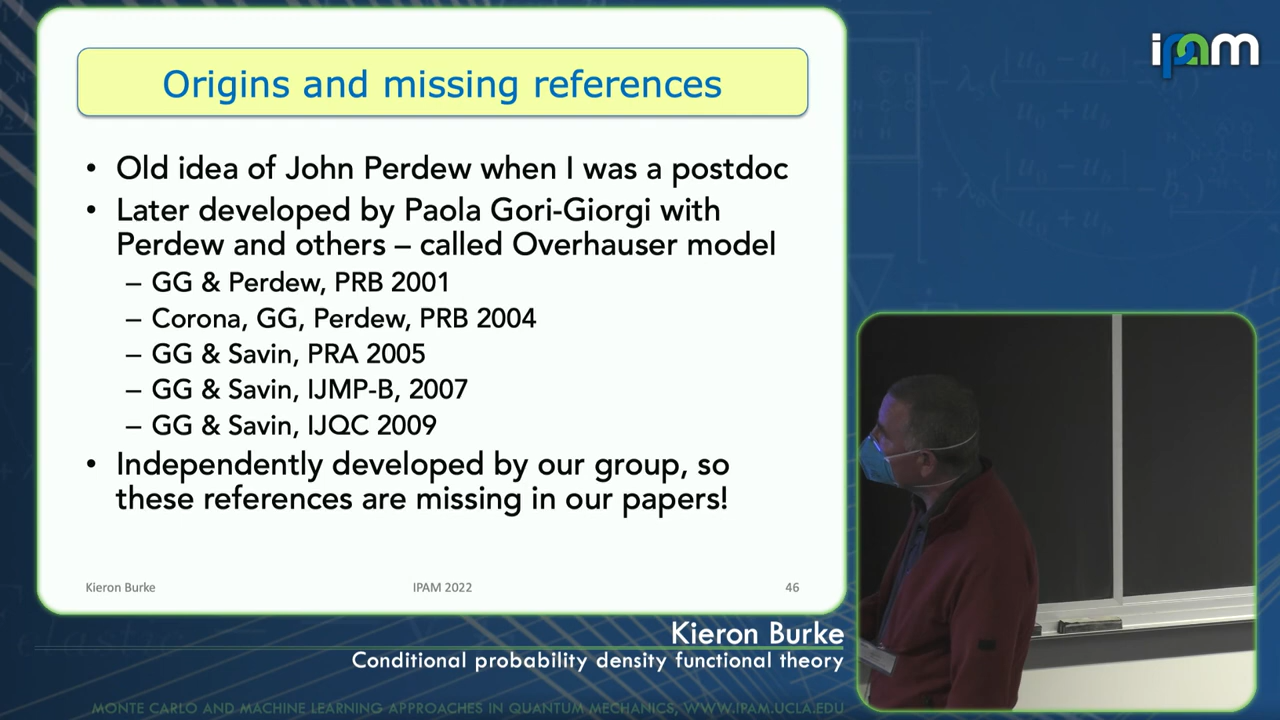 Origins and missing references
• Old idea of John Perdew when I was a postdoc
• Later developed by Paola Gori-Giorgi with
Perdew and others – called Overhauser model
– GG & Perdew, PRB 2001
– Corona, GG, Perdew, PRB 2004
– GG & Savin, PRA 2005
– GG & Savin, IJMP-B, 2007
– GG & Savin, IJQC 2009
• Independently developed by our group, so
these references are missing in our papers!
Kieron Burke
IPAM 2022
46
ipam
Kieron Burke
Conditional probability density functional theory
MONTE CARLO AND MACHINE LEARNING APPROACHES IN QUANTUM MECHANICS, WWW.IPAM.UCLA.EDU